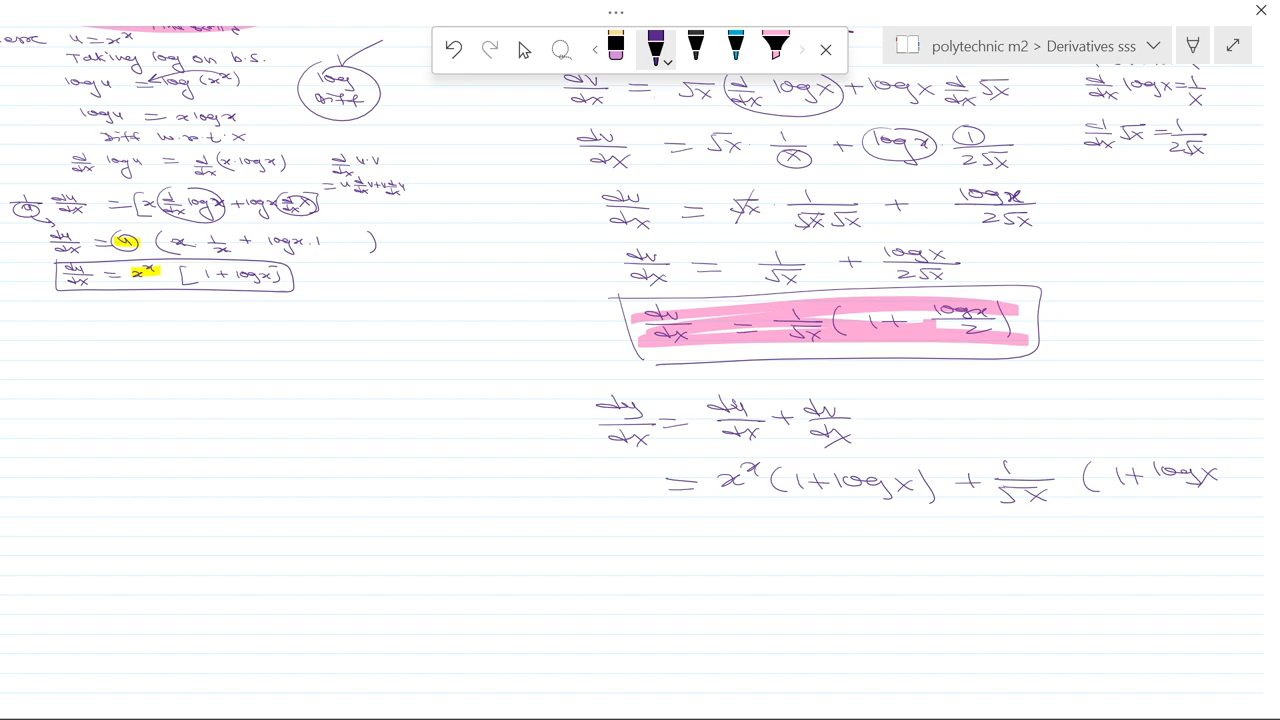 polytechnic m2 > Derivatives sss
u = x^x
Taking log on b.s.
log u = log (x^x)
log Diff
log u = x log x
Diff w.r.t. x
d/dx log u = d/dx (x·log x)
d/dx u·v
= u d/dx v + v d/dx u
1/u du/dx = [x d/dx log x + log x d/dx x]
du/dx = u (x · 1/x + log x · 1 )
du/dx = x^x [1 + log x]
dv/dx = √x (d/dx log x) + log x d/dx √x
d/dx log x = 1/x
dv/dx = √x · 1/x + log x · 1/2√x
d/dx √x = 1/2√x
dv/dx = √x · 1/√x √x + log x/2√x
dv/dx = 1/√x + log x/2√x
dv/dx = 1/√x (1 + log x/2)
dy/dx = du/dx + dv/dx
= x^x (1 + log x) + 1/√x (1 + log x